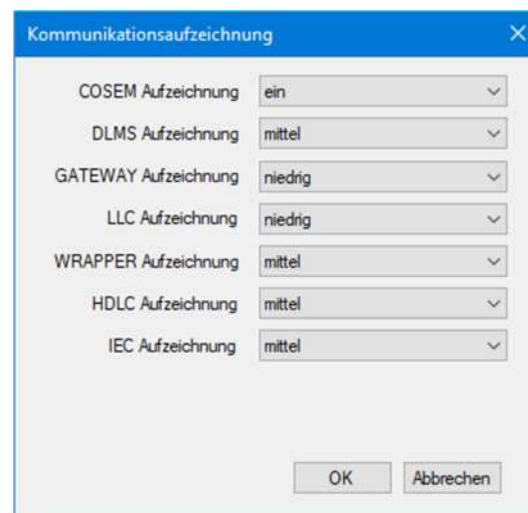 Kommunikationsaufzeichnung
COSEM Aufzeichnung ein
DLMS Aufzeichnung mittel
GATEWAY Aufzeichnung niedrig
LLC Aufzeichnung niedrig
WRAPPER Aufzeichnung mittel
HDLC Aufzeichnung mittel
IEC Aufzeichnung mittel
OK Abbrechen